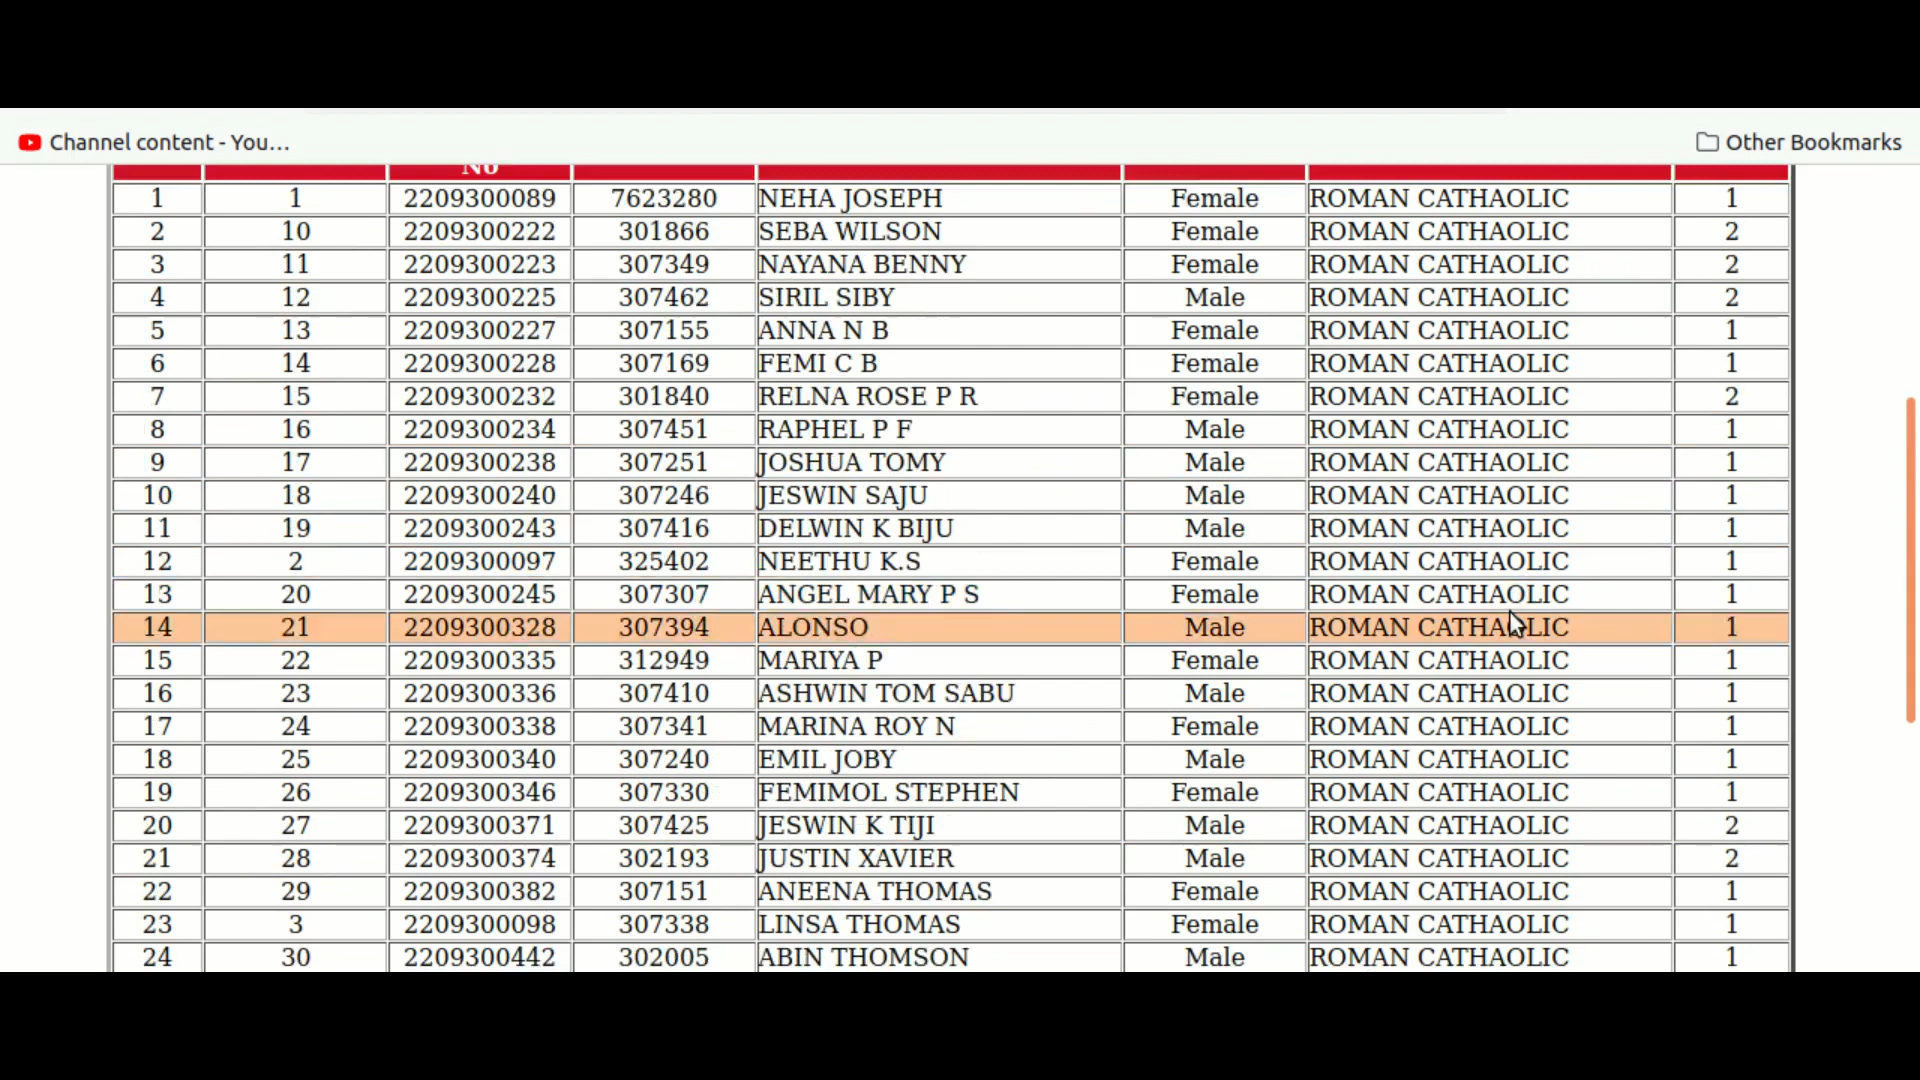 Channel content - You…
Other Bookmarks
No
1 1 2209300089 7623280 NEHA JOSEPH Female ROMAN CATHAOLIC 1
2 10 2209300222 301866 SEBA WILSON Female ROMAN CATHAOLIC 2
3 11 2209300223 307349 NAYANA BENNY Female ROMAN CATHAOLIC 2
4 12 2209300225 307462 SIRIL SIBY Male ROMAN CATHAOLIC 2
5 13 2209300227 307155 ANNA N B Female ROMAN CATHAOLIC 1
6 14 2209300228 307169 FEMI C B Female ROMAN CATHAOLIC 1
7 15 2209300232 301840 RELNA ROSE P R Female ROMAN CATHAOLIC 2
8 16 2209300234 307451 RAPHEL P F Male ROMAN CATHAOLIC 1
9 17 2209300238 307251 JOSHUA TOMY Male ROMAN CATHAOLIC 1
10 18 2209300240 307246 JESWIN SAJU Male ROMAN CATHAOLIC 1
11 19 2209300243 307416 DELWIN K BIJU Male ROMAN CATHAOLIC 1
12 2 2209300097 325402 NEETHU K.S Female ROMAN CATHAOLIC 1
13 20 2209300245 307307 ANGEL MARY P S Female ROMAN CATHAOLIC 1
14 21 2209300328 307394 ALONSO Male ROMAN CATHAOLIC 1
15 22 2209300335 312949 MARIYA P Female ROMAN CATHAOLIC 1
16 23 2209300336 307410 ASHWIN TOM SABU Male ROMAN CATHAOLIC 1
17 24 2209300338 307341 MARINA ROY N Female ROMAN CATHAOLIC 1
18 25 2209300340 307240 EMIL JOBY Male ROMAN CATHAOLIC 1
19 26 2209300346 307330 FEMIMOL STEPHEN Female ROMAN CATHAOLIC 1
20 27 2209300371 307425 JESWIN K TIJI Male ROMAN CATHAOLIC 2
21 28 2209300374 302193 JUSTIN XAVIER Male ROMAN CATHAOLIC 2
22 29 2209300382 307151 ANEENA THOMAS Female ROMAN CATHAOLIC 1
23 3 2209300098 307338 LINSA THOMAS Female ROMAN CATHAOLIC 1
24 30 2209300442 302005 ABIN THOMSON Male ROMAN CATHAOLIC 1